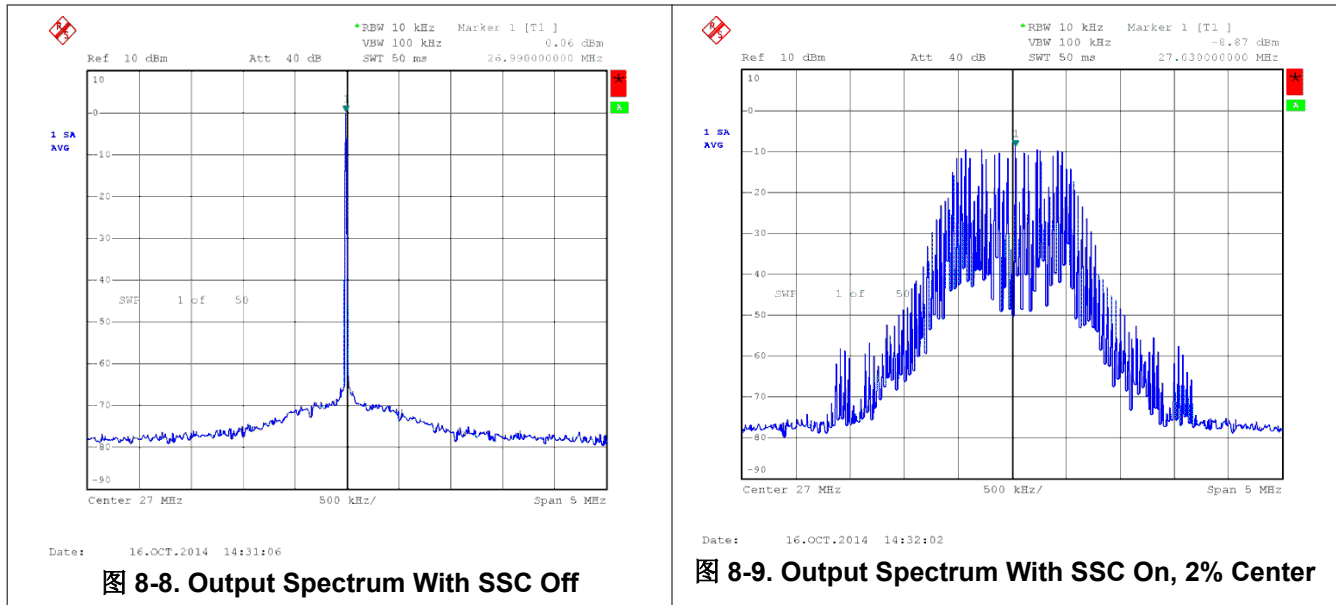 *RBW 10 kHz Marker 1 [T1 ]
VBW 100 kHz 0.06 dBm
Ref 10 dBm Att 40 dB SWT 50 ms 26.990000000 MHz
10
1
A
-0
1 SA
AVG
-10
-20
-30
-40
SWP 1 of 50
-50
-60
-70
-80
-90
Center 27 MHz 500 kHz/ Span 5 MHz
Date: 16.OCT.2014 14:31:06
图 8-8. Output Spectrum With SSC Off
*RBW 10 kHz Marker 1 [T1 ]
VBW 100 kHz -8.87 dBm
Ref 10 dBm Att 40 dB SWT 50 ms 27.030000000 MHz
10
A
-0
1
1 SA
AVG
-10
-20
-30
-40
SWP 1 of 50
-50
-60
-70
-80
-90
Center 27 MHz 500 kHz/ Span 5 MHz
Date: 16.OCT.2014 14:32:02
图 8-9. Output Spectrum With SSC On, 2% Center